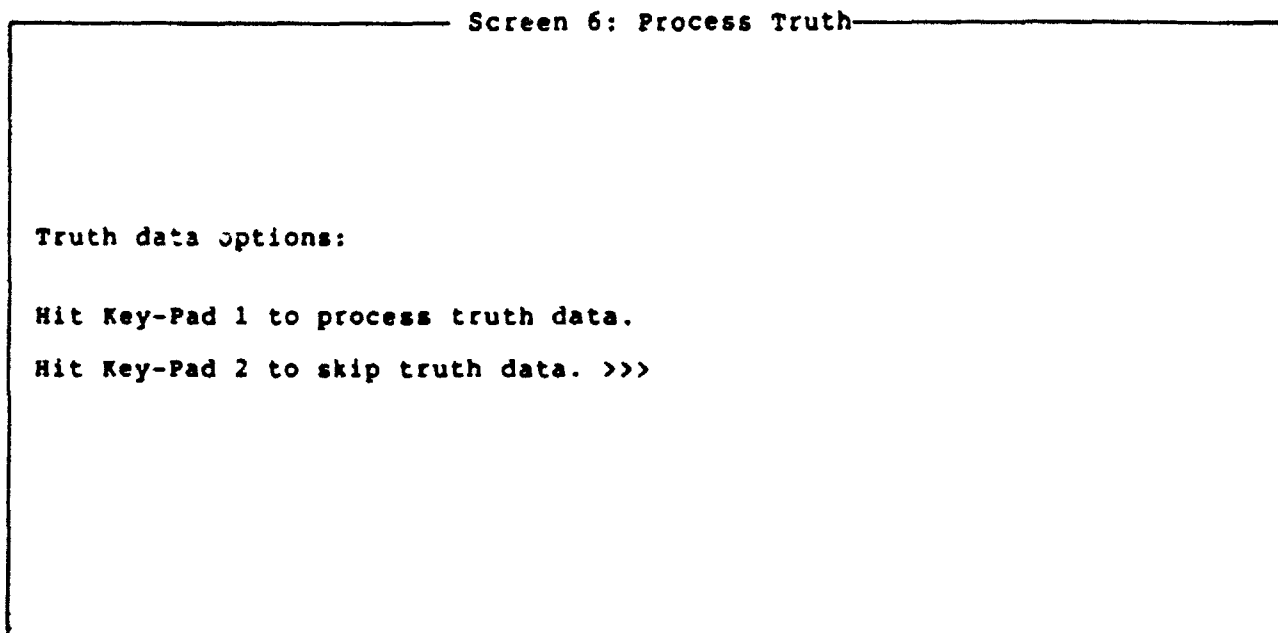 Screen 6: Process Truth
Truth data options:
Hit Key-Pad 1 to process truth data.
Hit Key-Pad 2 to skip truth data. >>>